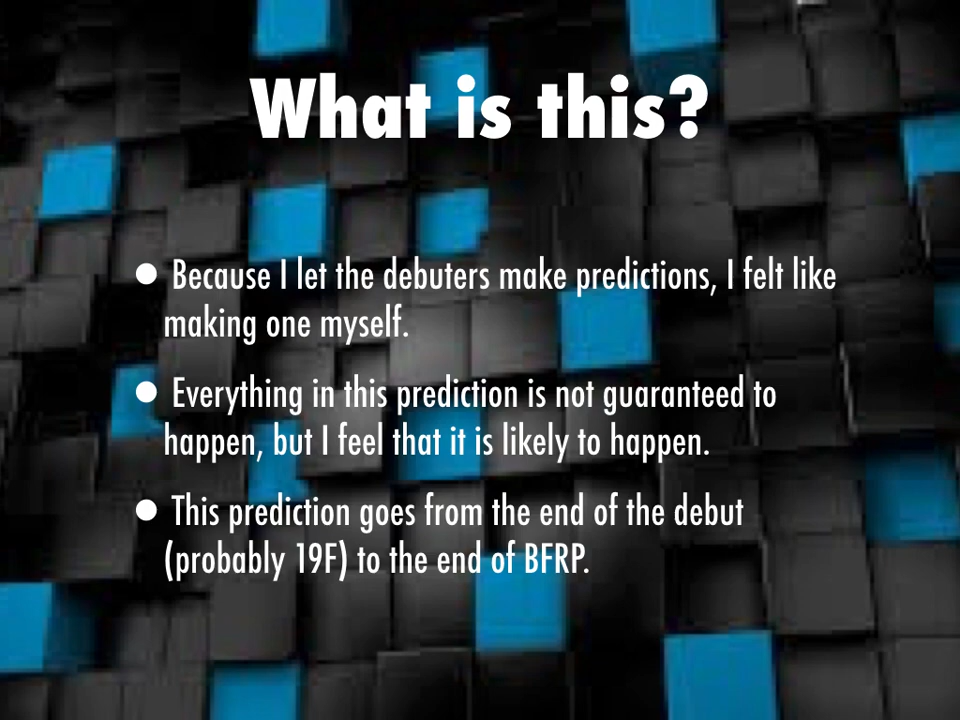 What is this?
• Because I let the debuters make predictions, I felt like
making one myself.
• Everything in this prediction is not guaranteed to
happen, but I feel that it is likely to happen.
• This prediction goes from the end of the debut
(probably 19F) to the end of BFRP.